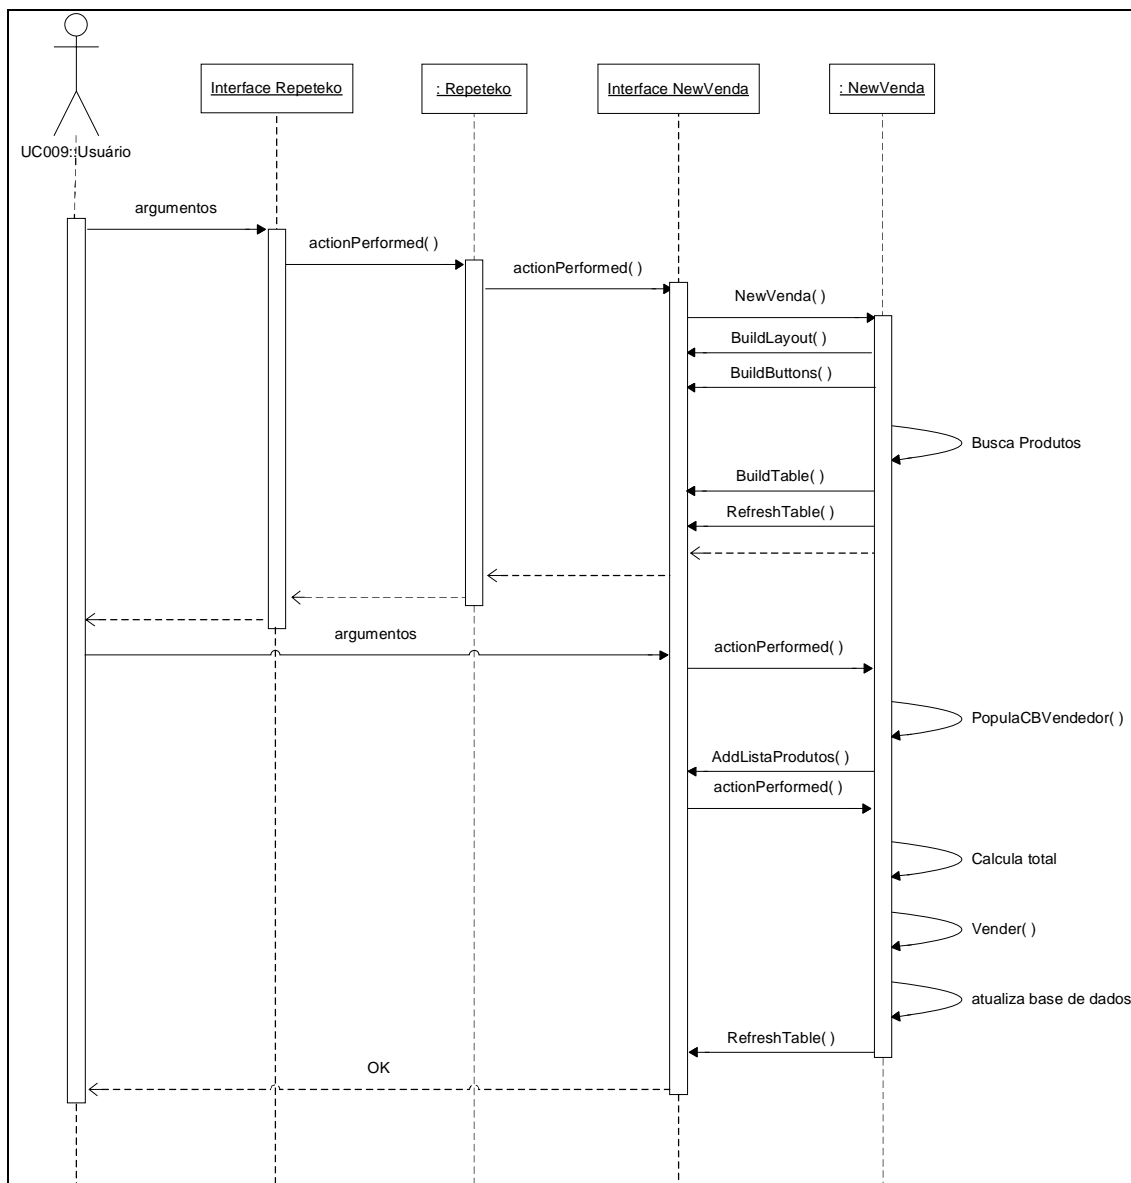 Interface Repeteko
: Repeteko
Interface NewVenda
: NewVenda
UC009::Usuário
argumentos
actionPerformed( )
actionPerformed( )
NewVenda( )
BuildLayout( )
BuildButtons( )
Busca Produtos
BuildTable( )
RefreshTable( )
argumentos
actionPerformed( )
PopulaCBVendedor( )
AddListaProdutos( )
actionPerformed( )
Calcula total
Vender( )
atualiza base de dados
RefreshTable( )
OK